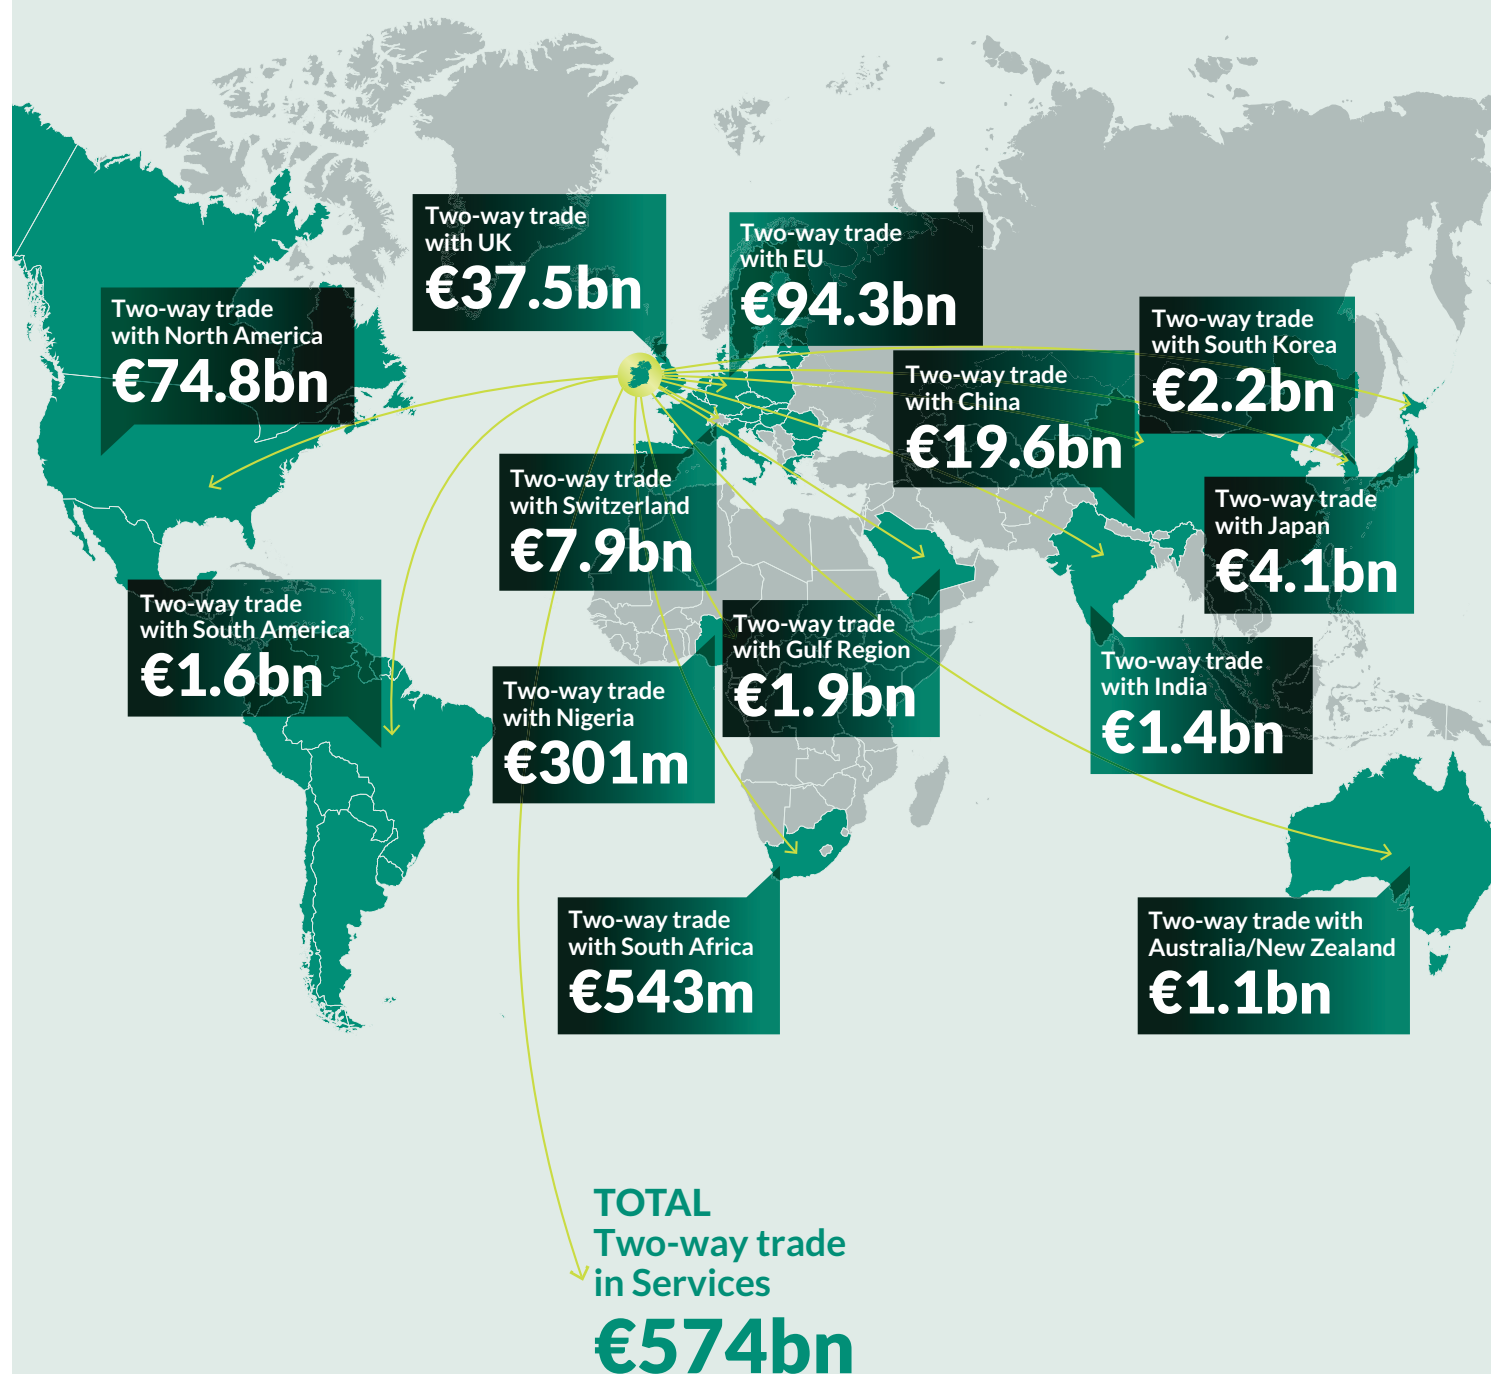 Two-way trade
with UK
€37.5bn
Two-way trade
with EU
€94.3bn
Two-way trade
with North America
€74.8bn
Two-way trade
with South Korea
€2.2bn
Two-way trade
with China
€19.6bn
Two-way trade
with Switzerland
€7.9bn
Two-way trade
with Japan
€4.1bn
Two-way trade
with South America
€1.6bn
Two-way trade
with Gulf Region
€1.9bn
Two-way trade
with India
€1.4bn
Two-way trade
with Nigeria
€301m
Two-way trade
with South Africa
€543m
Two-way trade with
Australia/New Zealand
€1.1bn
TOTAL
Two-way trade
in Services
€574bn